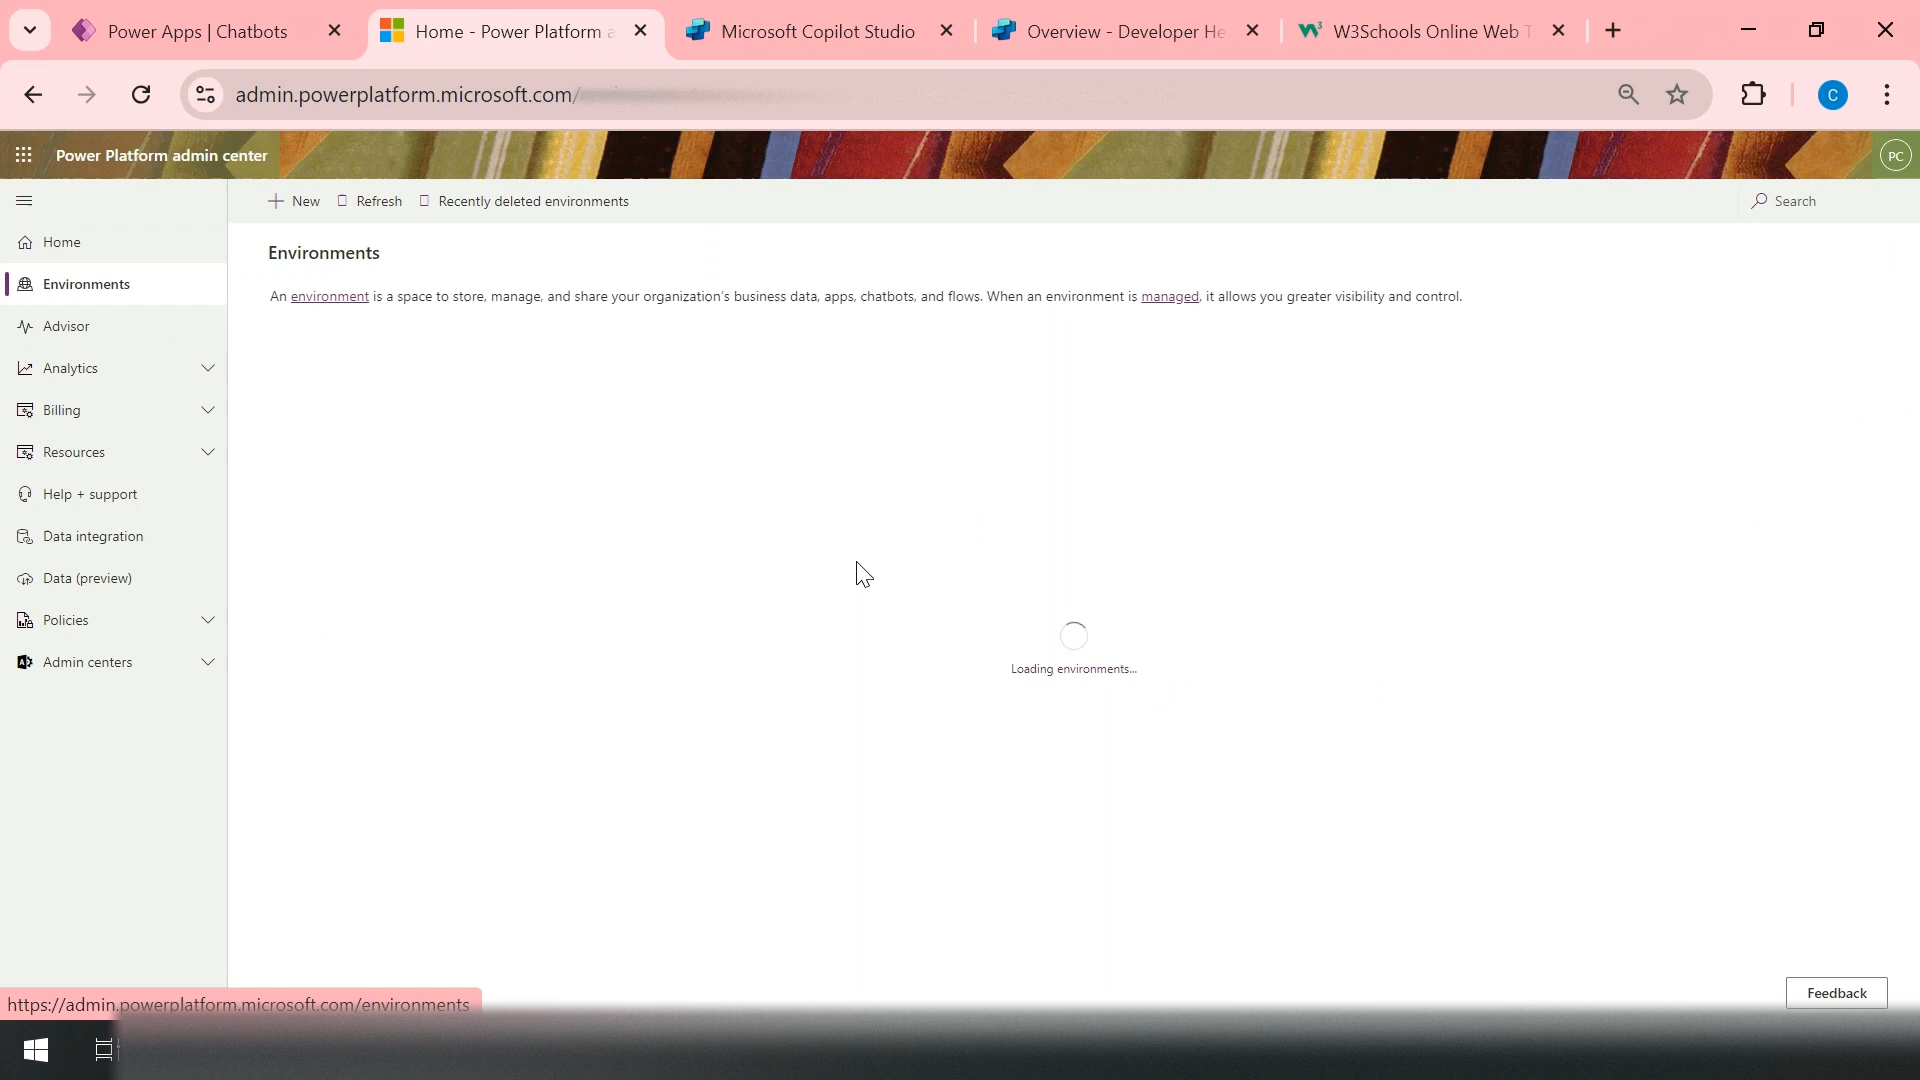 Power Apps | Chatbots
Home - Power Platform a
Microsoft Copilot Studio
Overview - Developer He
W3Schools Online Web T
admin.powerplatform.microsoft.com/
C
Power Platform admin center
PC
New
Refresh
Recently deleted environments
Search
Home
Environments
Advisor
Analytics
Billing
Resources
Help + support
Data integration
Data (preview)
Policies
Admin centers
Environments
An environment is a space to store, manage, and share your organization's business data, apps, chatbots, and flows. When an environment is managed, it allows you greater visibility and control.
Loading environments...
Feedback
https://admin.powerplatform.microsoft.com/environments